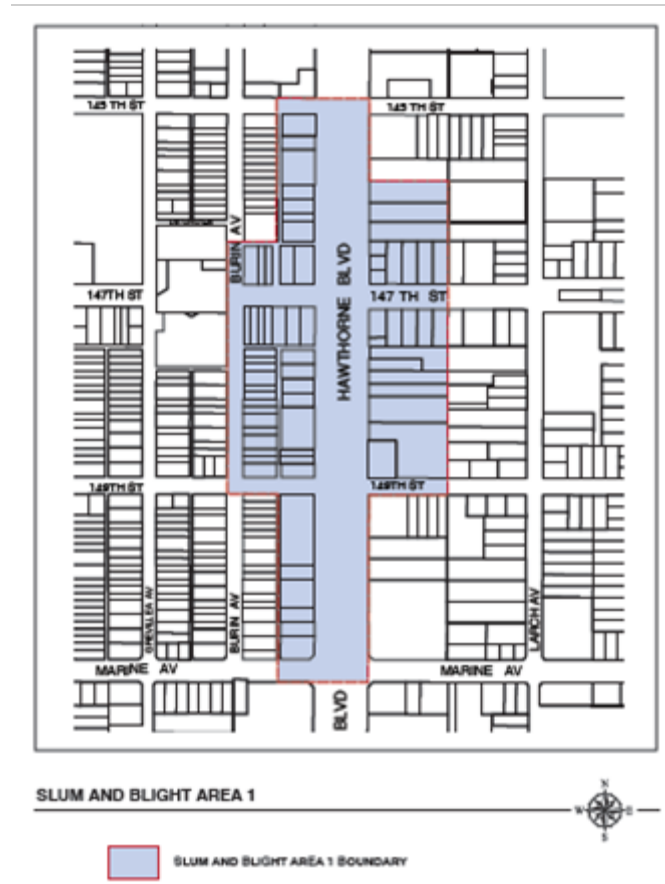 145 TH ST
145 TH ST
BURIN AV
HAWTHORNE BLVD
147TH ST
147 TH ST
149TH ST
149TH ST
GREVILLEA AV
BURIN AV
LARCH AV
MARINE AV
MARINE AV
BLVD
SLUM AND BLIGHT AREA 1
N
W
E
S
SLUM AND BLIGHT AREA 1 BOUNDARY